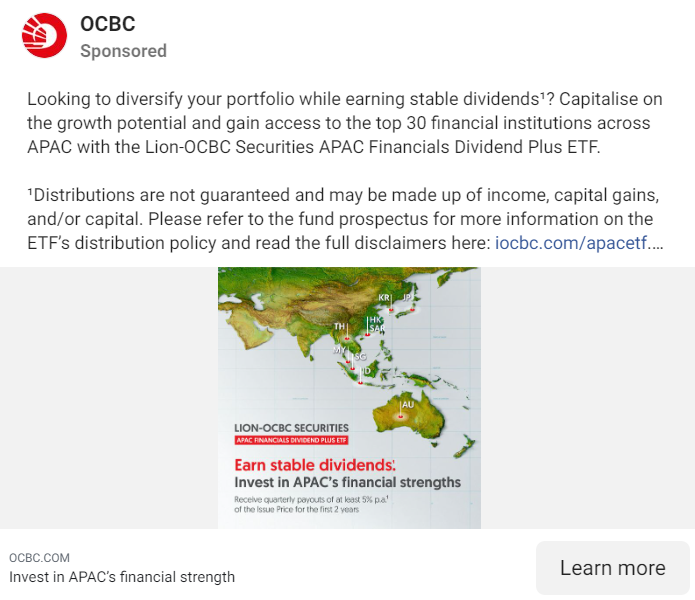 OCBC
Sponsored
Looking to diversify your portfolio while earning stable dividends¹? Capitalise on
the growth potential and gain access to the top 30 financial institutions across
APAC with the Lion-OCBC Securities APAC Financials Dividend Plus ETF.
¹Distributions are not guaranteed and may be made up of income, capital gains,
and/or capital. Please refer to the fund prospectus for more information on the
ETF's distribution policy and read the full disclaimers here: iocbc.com/apacetf....
KR
JP
HK
SAR
TH
MY
SG
ID
AU
LION-OCBC SECURITIES
APAC FINANCIALS DIVIDEND PLUS ETF
Earn stable dividends¹.
Invest in APAC's financial strengths
Receive quarterly payouts of at least 5% p.a.¹
of the Issue Price for the first 2 years
OCBC.COM
Invest in APAC's financial strength
Learn more